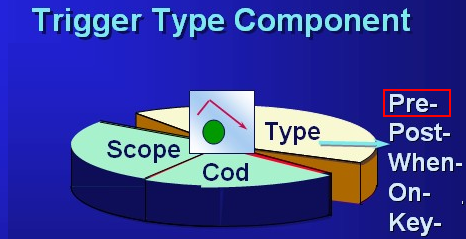 Trigger Type Component
Type
Scope
Cod
Pre-
Post-
When-
On-
Key-